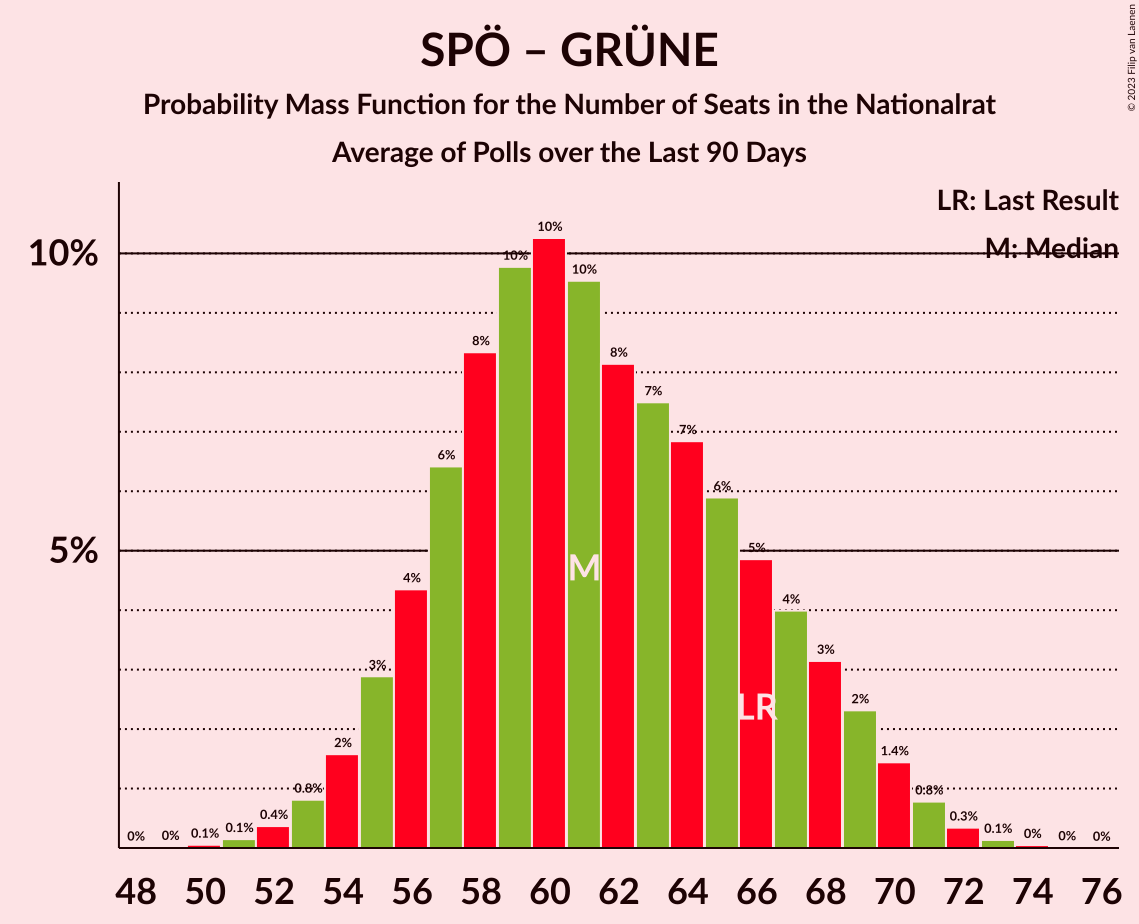 SPÖ – GRÜNE
Probability Mass Function for the Number of Seats in the Nationalrat
Average of Polls over the Last 90 Days
© 2023 Filip van Laenen
LR: Last Result
M: Median
10%
5%
0% 0% 0.1% 0.1% 0.4% 0.8% 2% 3% 4% 6% 8% 10% 10% 10% 8% 7% 7% 6% 5% 4% 3% 2% 1.4% 0.8% 0.3% 0.1% 0% 0% 0%
M
LR
48 50 52 54 56 58 60 62 64 66 68 70 72 74 76